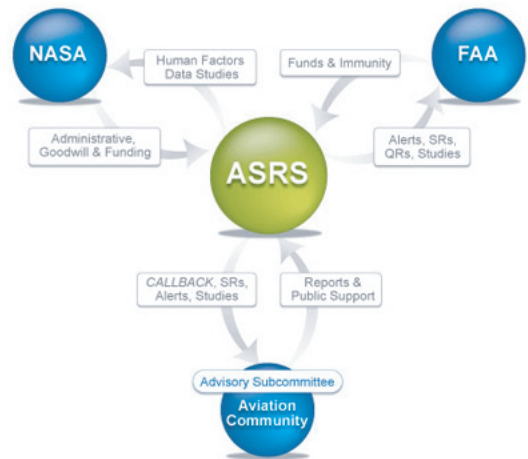 NASA
FAA
Human Factors
Data Studies
Funds & Immunity
Administrative,
Goodwill & Funding
Alerts, SRs,
QRs, Studies
ASRS
CALLBACK, SRs,
Alerts, Studies
Reports &
Public Support
Advisory Subcommittee
Aviation
Community